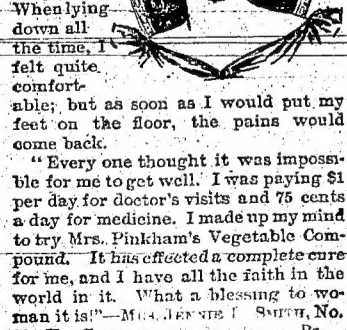 When lying
down all
the time, I
felt quite
comfort-
able; but as soon as I would put my
feet on the floor, the pains would
come back.
"Every one thought it was impossi-
ble for me to get well. I was paying $1
per day for doctor's visits and 75 cents
a day for medicine. I made up my mind
to try Mrs. Pinkham's Vegetable Com-
pound. It has effected a complete cure
for me, and I have all the faith in the
world in it. What a blessing to wo-
man it is!"—MRS. JENNIE L. SMITH, No.